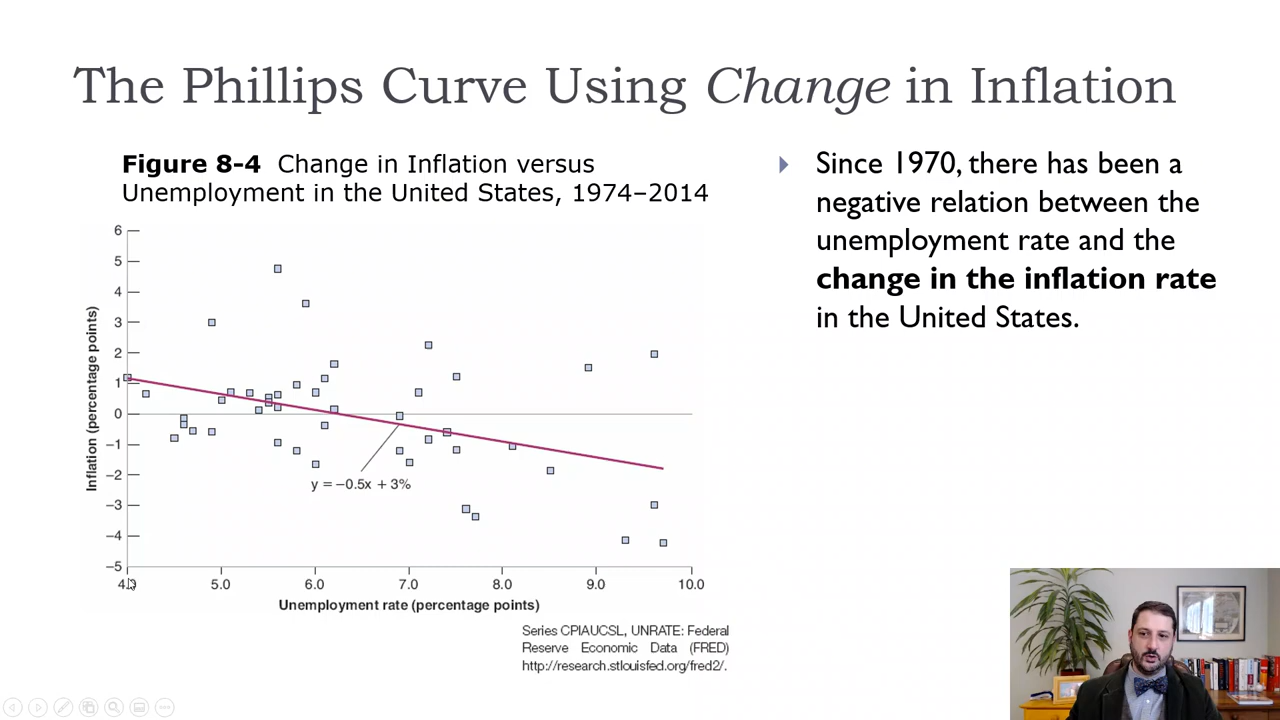 The Phillips Curve Using Change in Inflation
Figure 8-4 Change in Inflation versus
Unemployment in the United States, 1974–2014
6
5
4
3
2
1
0
−1
−2
−3
−4
−5
Inflation (percentage points)
y = −0.5x + 3%
4.0
5.0
6.0
7.0
8.0
9.0
10.0
Unemployment rate (percentage points)
Series CPIAUCSL, UNRATE: Federal
Reserve Economic Data (FRED)
http://research.stlouisfed.org/fred2/.
Since 1970, there has been a
negative relation between the
unemployment rate and the
change in the inflation rate
in the United States.